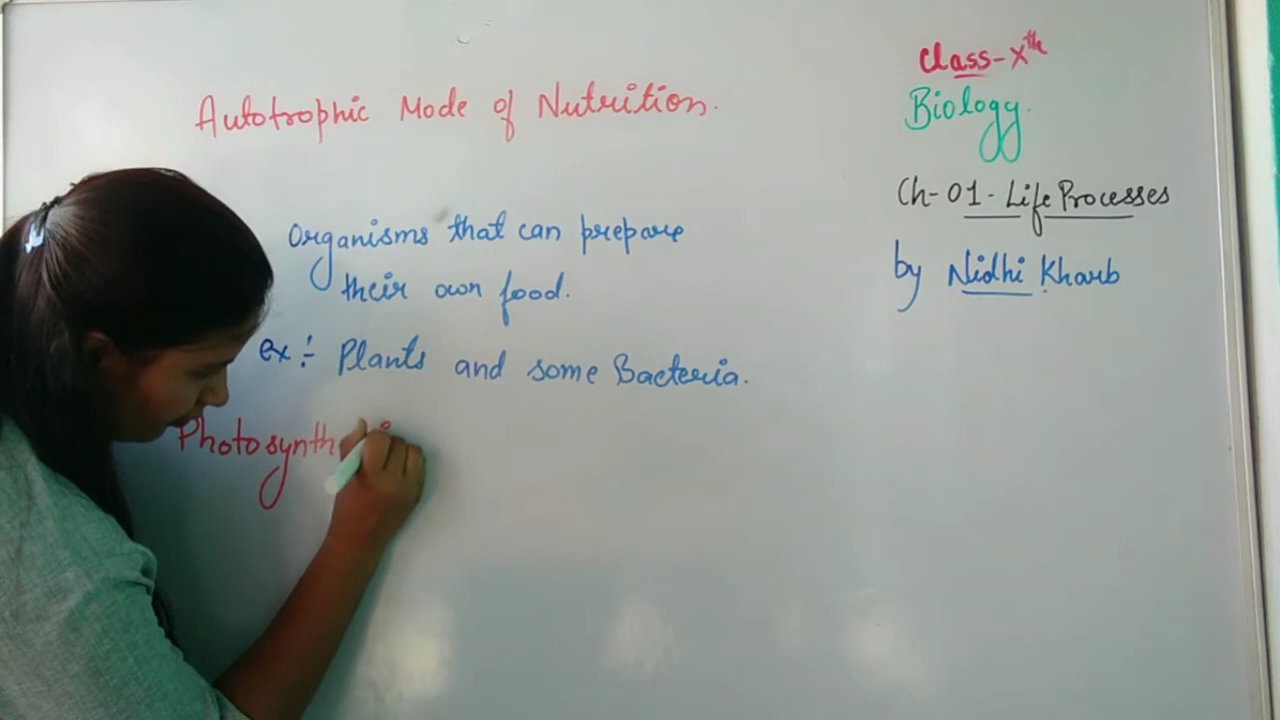 Autotrophic Mode of Nutrition.
Organisms that can prepare
their own food.
ex :- Plants and some Bacteria.
Photosynth
Class-Xth
Biology.
Ch-01- Life Processes
by Nidhi Kharb